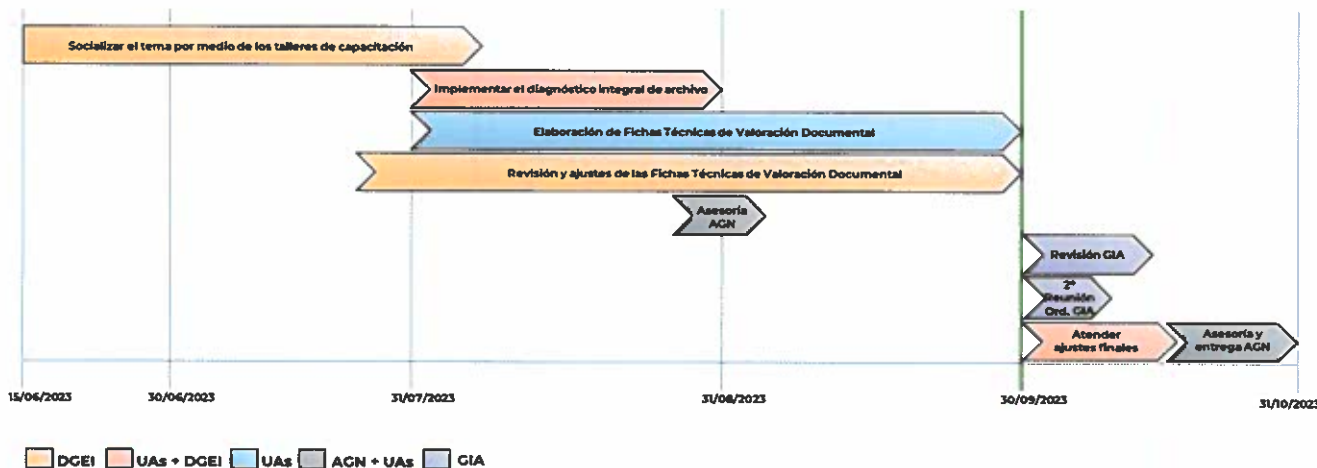 Socializar el tema por medio de los talleres de capacitación
Implementar el diagnóstico integral de archivo
Elaboración de Fichas Técnicas de Valoración Documental
Revisión y ajustes de las Fichas Técnicas de Valoración Documental
Asesoría
AGN
Revisión GIA
2ª
Reunión
Ord. GIA
Atender
ajustes finales
Asesoría y
entrega AGN
15/06/2023
30/06/2023
31/07/2023
31/08/2023
30/09/2023
31/10/2023
DGEI
UAs + DGEI
UAs
AGN + UAs
GIA